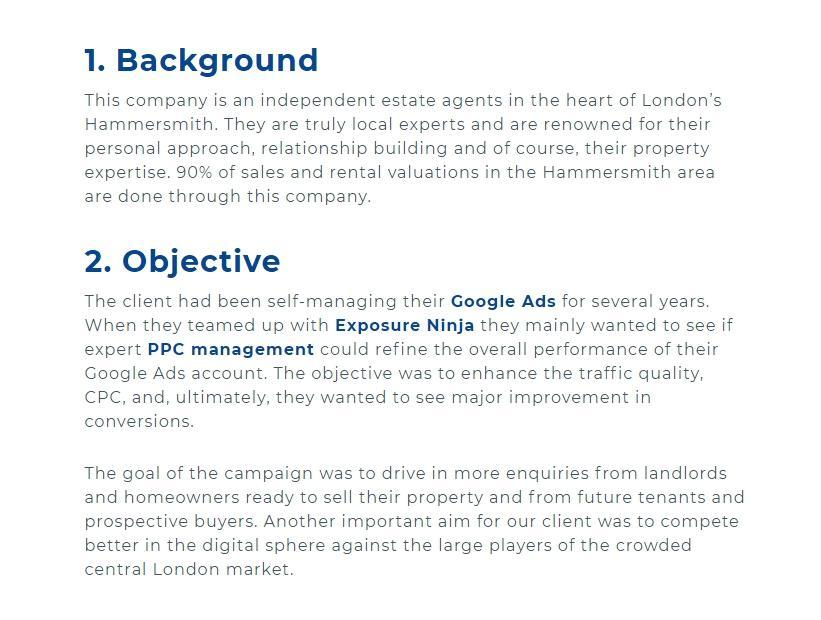 1. Background
This company is an independent estate agents in the heart of London’s
Hammersmith. They are truly local experts and are renowned for their
personal approach, relationship building and of course, their property
expertise. 90% of sales and rental valuations in the Hammersmith area
are done through this company.
2. Objective
The client had been self-managing their Google Ads for several years.
When they teamed up with Exposure Ninja they mainly wanted to see if
expert PPC management could refine the overall performance of their
Google Ads account. The objective was to enhance the traffic quality,
CPC, and, ultimately, they wanted to see major improvement in
conversions.
The goal of the campaign was to drive in more enquiries from landlords
and homeowners ready to sell their property and from future tenants and
prospective buyers. Another important aim for our client was to compete
better in the digital sphere against the large players of the crowded
central London market.